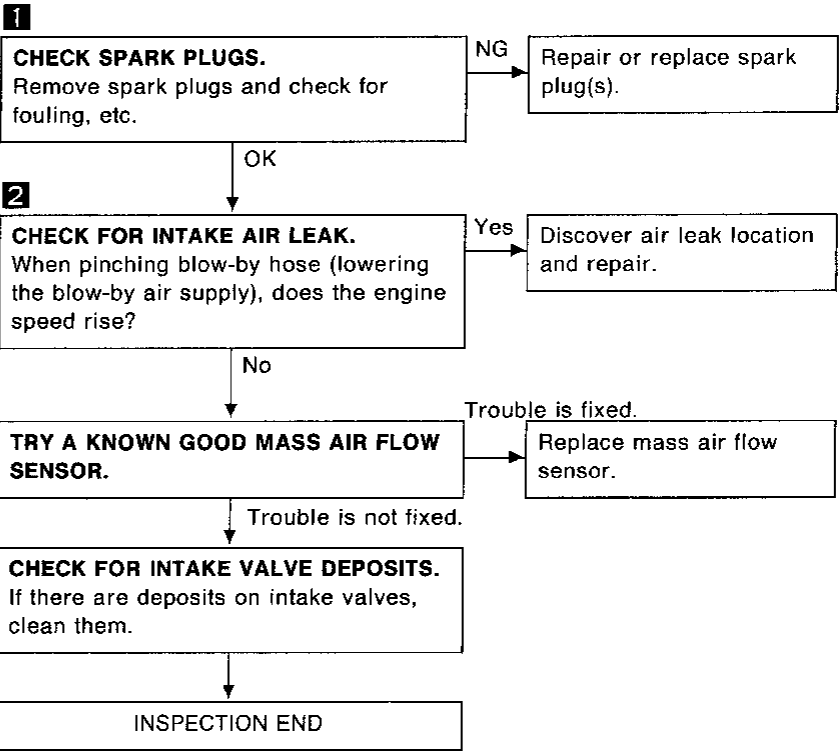 1
CHECK SPARK PLUGS.
Remove spark plugs and check for
fouling, etc.
NG
Repair or replace spark
plug(s).
OK
2
CHECK FOR INTAKE AIR LEAK.
When pinching blow-by hose (lowering
the blow-by air supply), does the engine
speed rise?
Yes
Discover air leak location
and repair.
No
TRY A KNOWN GOOD MASS AIR FLOW
SENSOR.
Trouble is fixed.
Replace mass air flow
sensor.
Trouble is not fixed.
CHECK FOR INTAKE VALVE DEPOSITS.
If there are deposits on intake valves,
clean them.
INSPECTION END